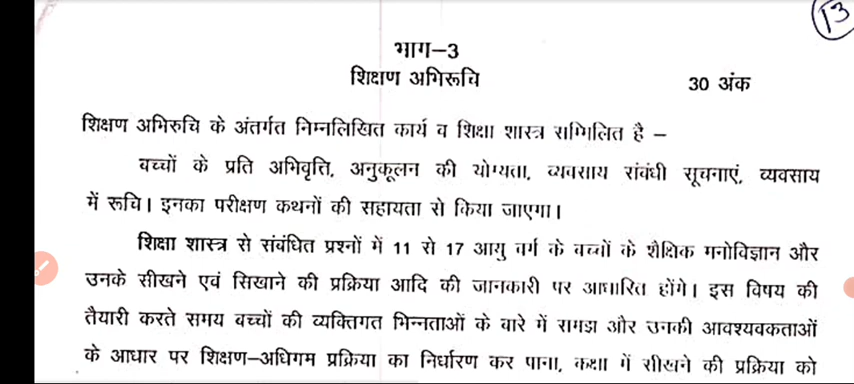 13
भाग–3
शिक्षण अभिरूचि 30 अंक
शिक्षण अभिरुचि के अंतर्गत निम्नलिखित कार्य व शिक्षा शास्त्र सम्मिलित है –
बच्चों के प्रति अभिवृत्ति, अनुकूलन की योग्यता, व्यवसाय संबंधी सूचनाएं, व्यवसाय
में रूचि। इनका परीक्षण कथनों की सहायता से किया जाएगा।
शिक्षा शास्त्र से संबंधित प्रश्नों में 11 से 17 आयु वर्ग के बच्चों के शैक्षिक मनोविज्ञान और
उनके सीखने एवं सिखाने की प्रक्रिया आदि की जानकारी पर आधारित होंगे। इस विषय की
तैयारी करते समय बच्चों की व्यक्तिगत भिन्नताओं के बारे में समझ और उनकी आवश्यवकताओं
के आधार पर शिक्षण–अधिगम प्रक्रिया का निर्धारण कर पाना, कक्षा में सीखने की प्रक्रिया को